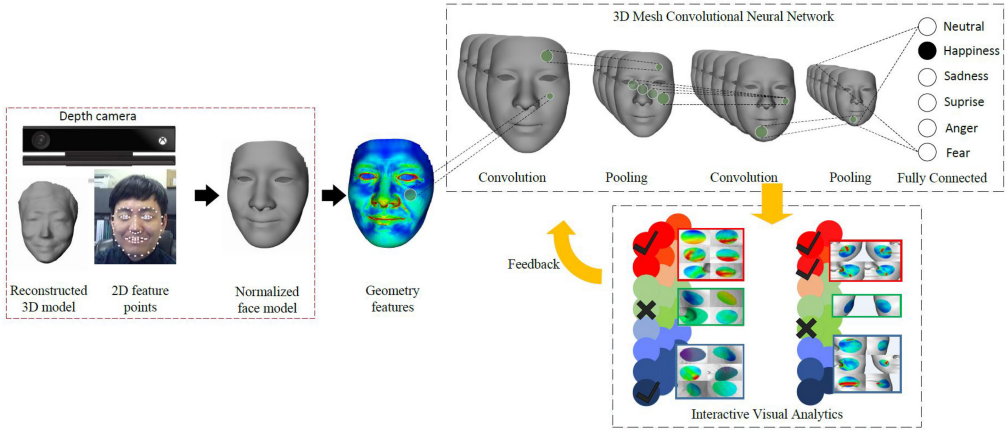 3D Mesh Convolutional Neural Network
Neutral
Happiness
Sadness
Suprise
Anger
Fear
Convolution
Pooling
Convolution
Pooling
Fully Connected
Depth camera
Reconstructed
3D model
2D feature
points
Normalized
face model
Geometry
features
Feedback
Interactive Visual Analytics